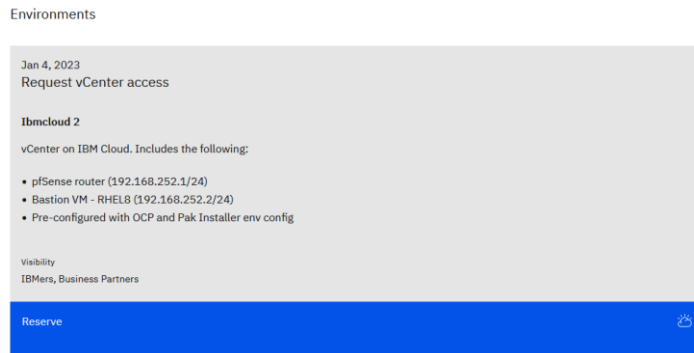 Environments
Jan 4, 2023
Request vCenter access
Ibmcloud 2
vCenter on IBM Cloud. Includes the following:
• pfSense router (192.168.252.1/24)
• Bastion VM - RHEL8 (192.168.252.2/24)
• Pre-configured with OCP and Pak Installer env config
Visibility
IBMers, Business Partners
Reserve